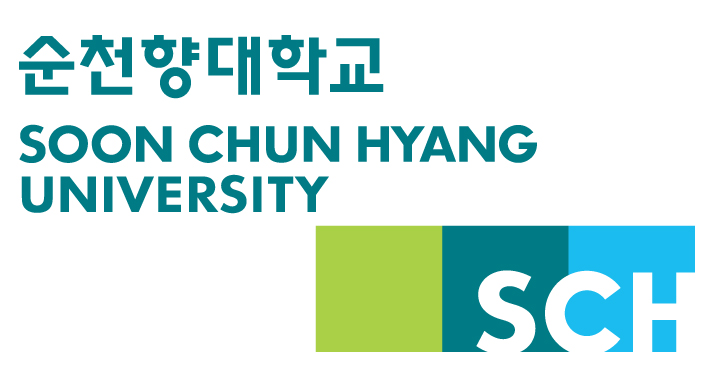 순천향대학교
SOON CHUN HYANG
UNIVERSITY
SCH